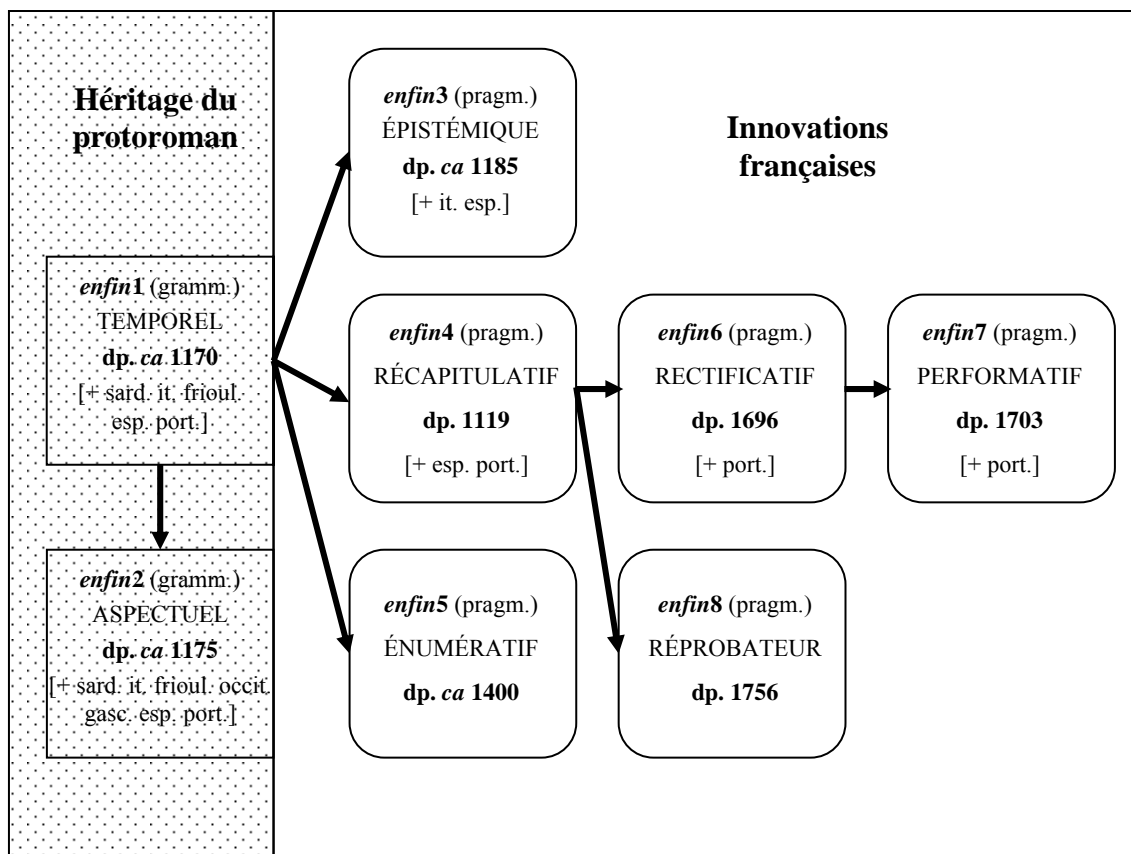 Héritage du
protoroman
enfin1 (gramm.)
TEMPOREL
dp. ca 1170
[+ sard. it. frioul.
esp. port.]
enfin2 (gramm.)
ASPECTUEL
dp. ca 1175
[+ sard. it. frioul. occit.
gasc. esp. port.]
Innovations
françaises
enfin3 (pragm.)
ÉPISTÉMIQUE
dp. ca 1185
[+ it. esp.]
enfin4 (pragm.)
RÉCAPITULATIF
dp. 1119
[+ esp. port.]
enfin6 (pragm.)
RECTIFICATIF
dp. 1696
[+ port.]
enfin7 (pragm.)
PERFORMATIF
dp. 1703
[+ port.]
enfin5 (pragm.)
ÉNUMÉRATIF
dp. ca 1400
enfin8 (pragm.)
RÉPROBATEUR
dp. 1756